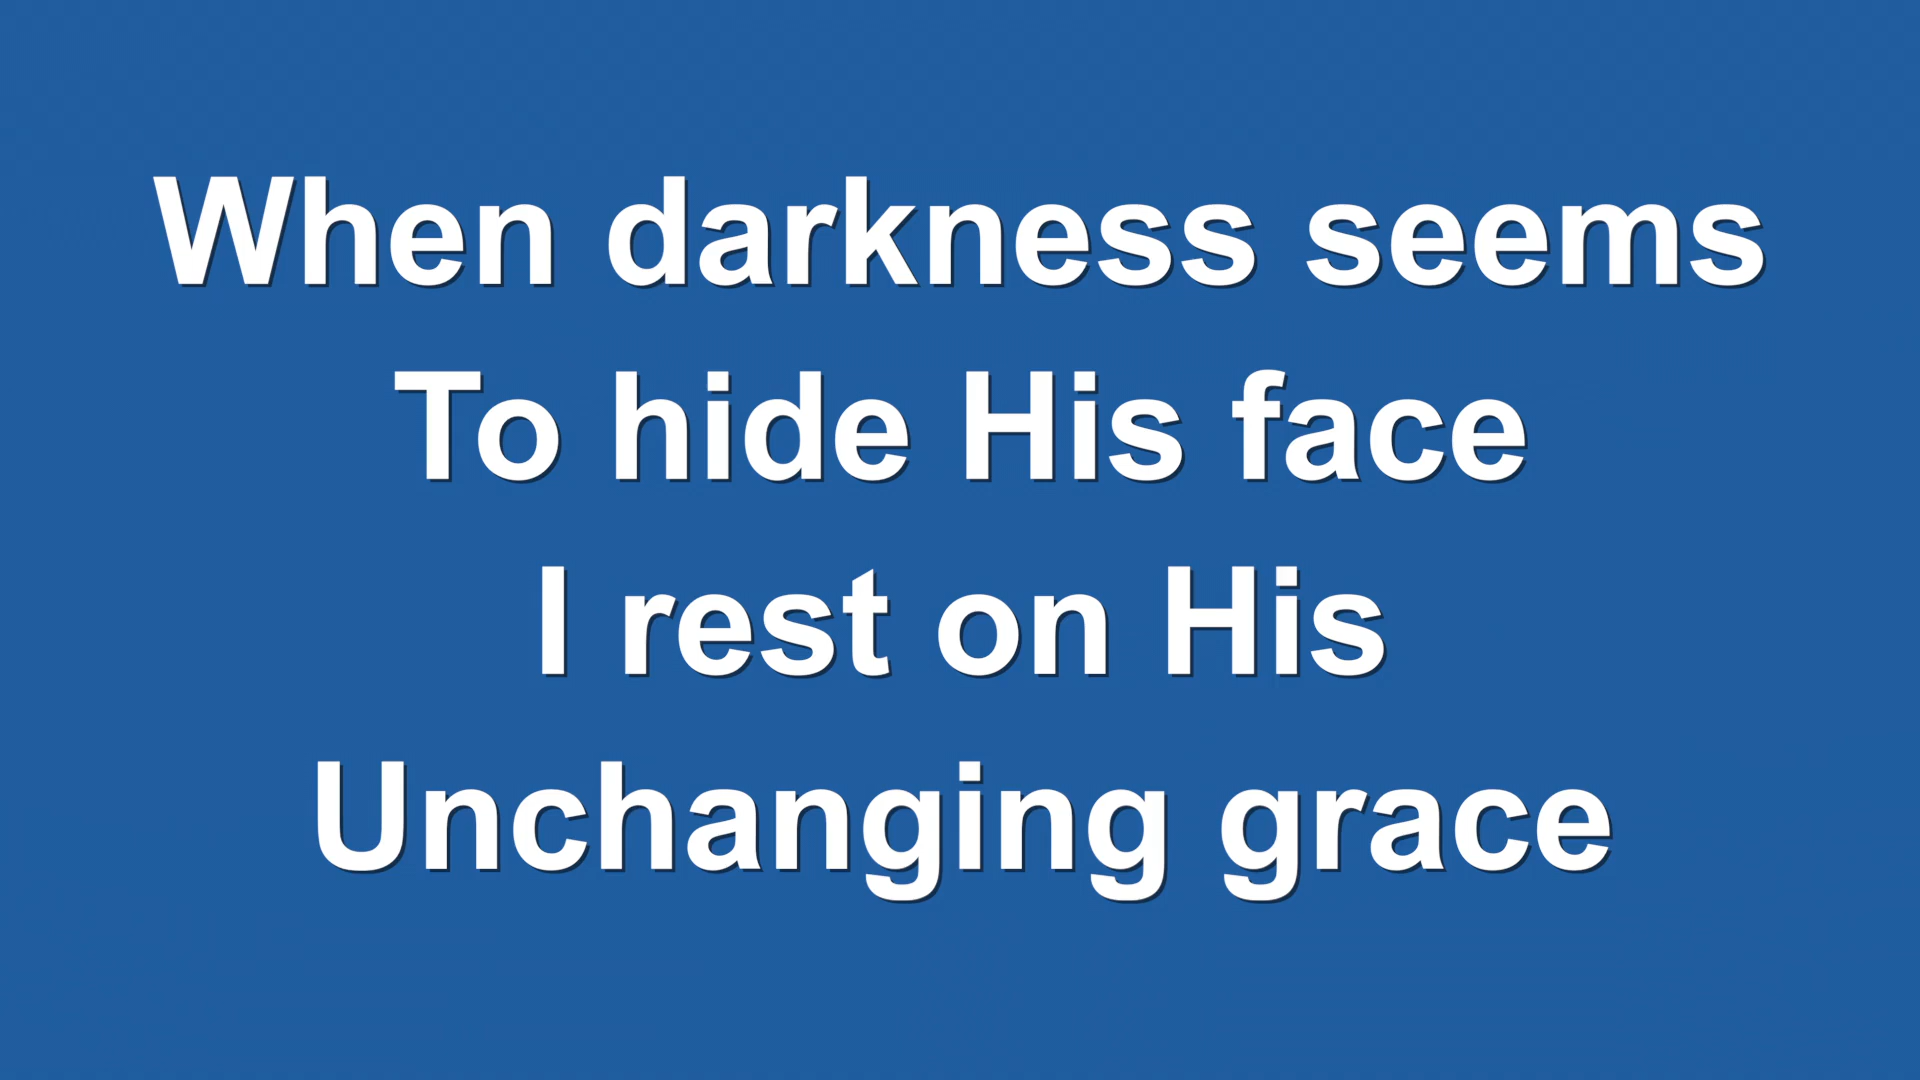 When darkness seems
To hide His face
I rest on His
Unchanging grace